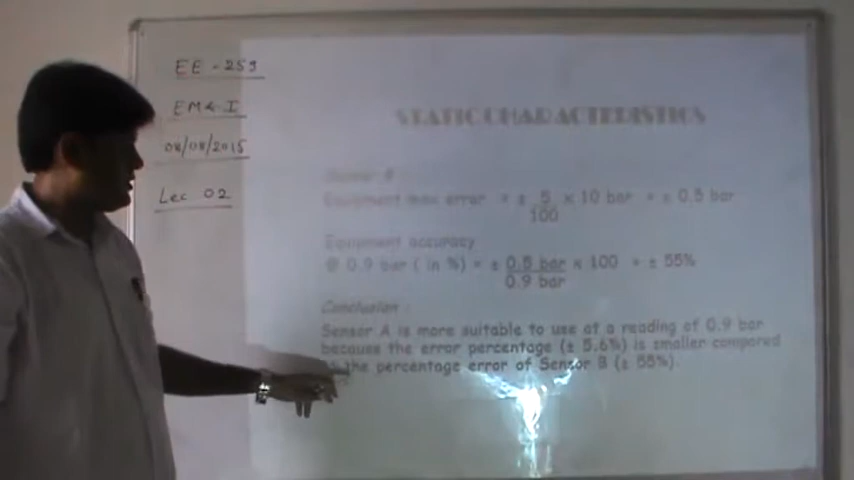 EE - 259
EM & I
08/08/2015
Lec 02
STATIC CHARACTERISTICS
Sensor B :
Equipment max error = ± 5 x 10 bar = ± 0.5 bar
100
Equipment accuracy
@ 0.9 bar ( in %) = ± 0.5 bar x 100 = ± 55%
0.9 bar
Conclusion :
Sensor A is more suitable to use at a reading of 0.9 bar
because the error percentage (± 5.6%) is smaller compared
the percentage error of Sensor B (± 55%).